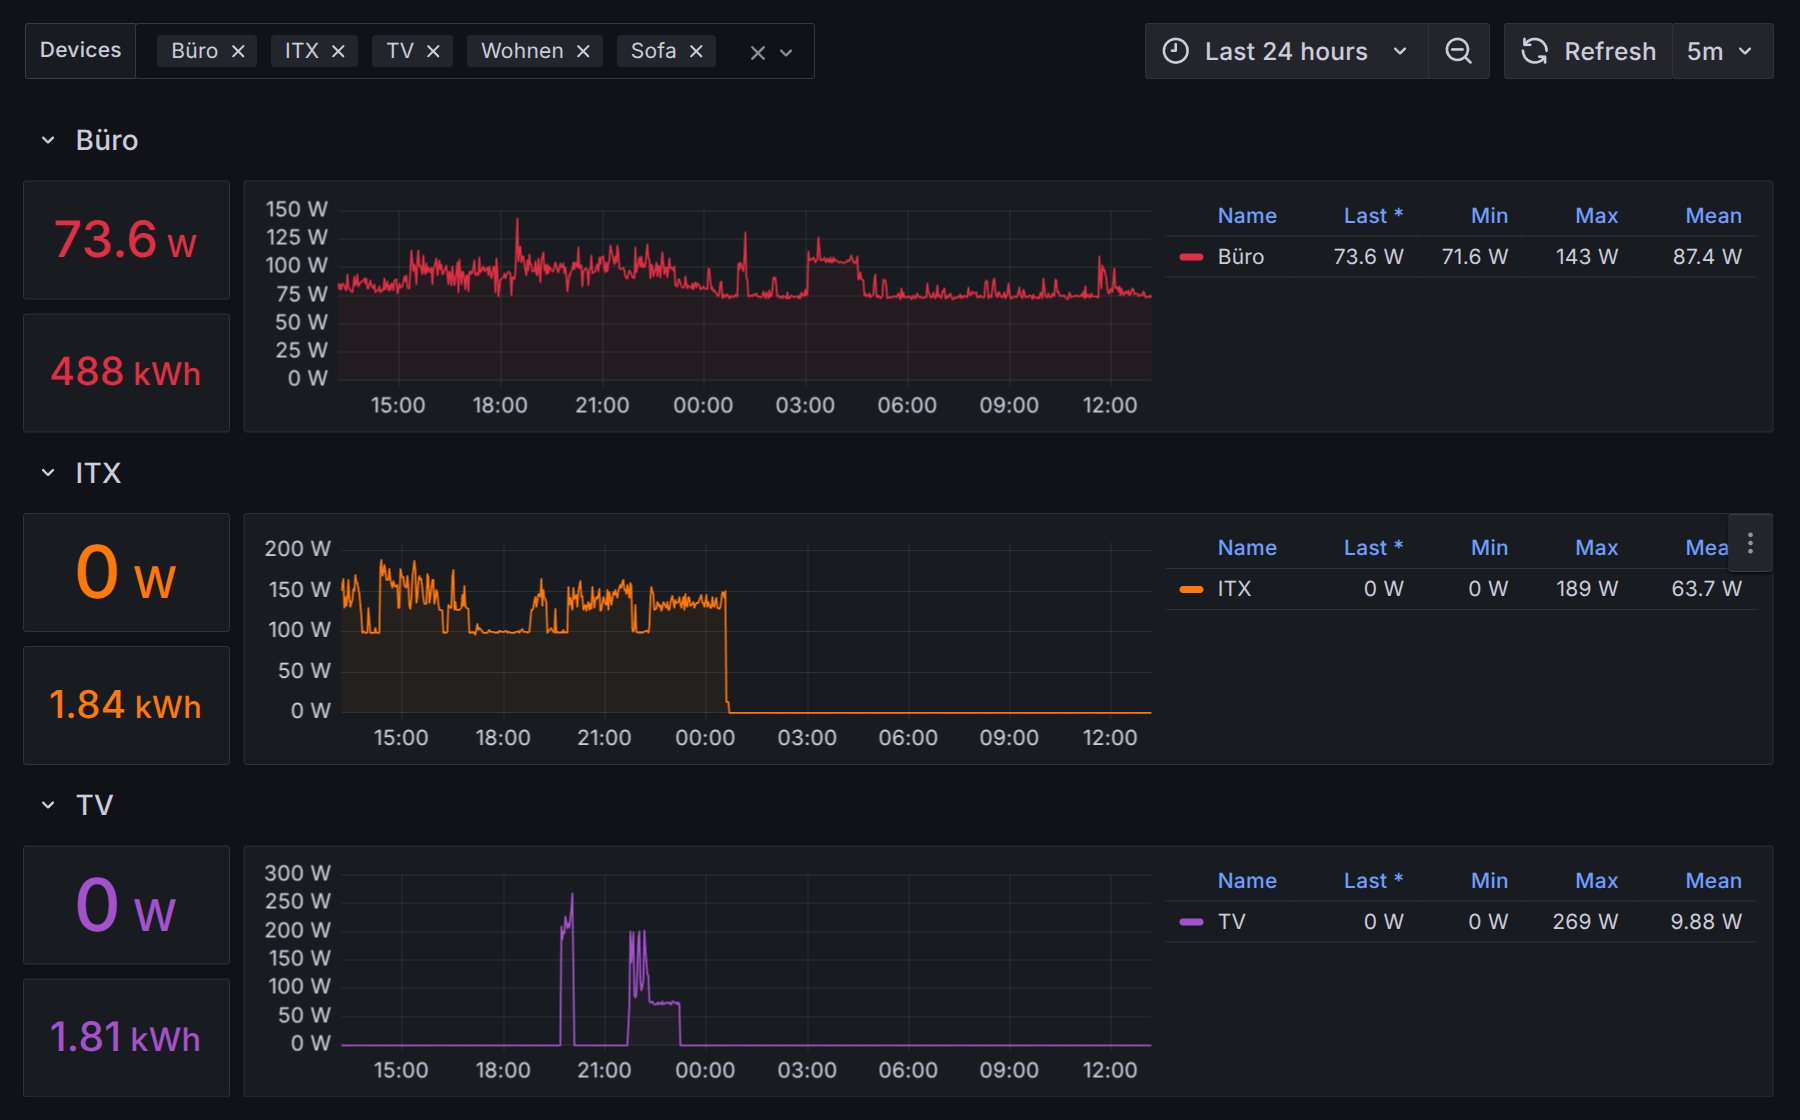 Devices Büro ITX TV Wohnen Sofa Last 24 hours Refresh 5m
Büro
73.6 W
488 kWh
150 W
125 W
100 W
75 W
50 W
25 W
0 W
15:00 18:00 21:00 00:00 03:00 06:00 09:00 12:00
Name Last * Min Max Mean
Büro 73.6 W 71.6 W 143 W 87.4 W
ITX
0 W
1.84 kWh
200 W
150 W
100 W
50 W
0 W
15:00 18:00 21:00 00:00 03:00 06:00 09:00 12:00
Name Last * Min Max Mea
ITX 0 W 0 W 189 W 63.7 W
TV
0 W
1.81 kWh
300 W
250 W
200 W
150 W
100 W
50 W
0 W
15:00 18:00 21:00 00:00 03:00 06:00 09:00 12:00
Name Last * Min Max Mean
TV 0 W 0 W 269 W 9.88 W